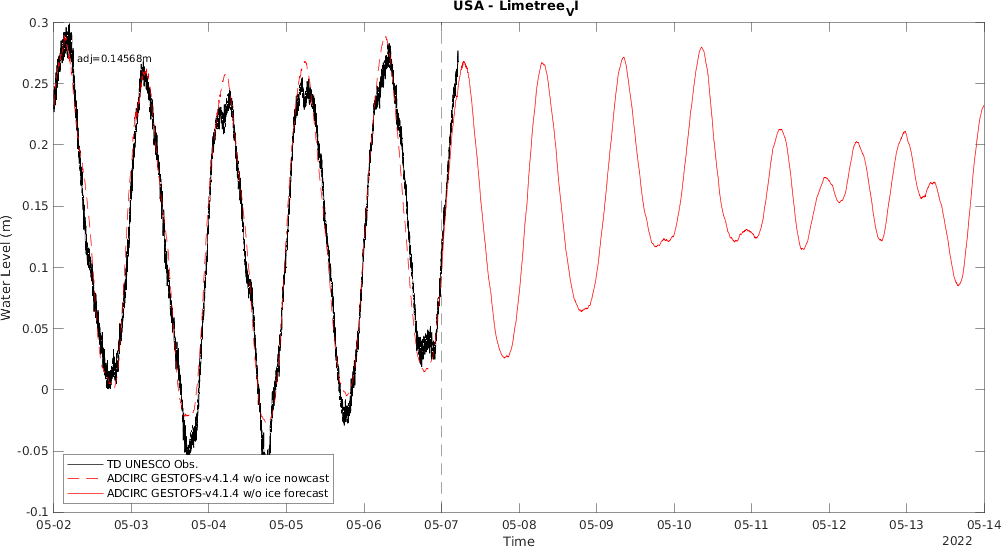 USA - Limetree_VI
0.3
adj=0.14568m
0.25
0.2
0.15
0.1
0.05
0
-0.05
-0.1
Water Level (m)
TD UNESCO Obs.
ADCIRC GESTOFS-v4.1.4 w/o ice nowcast
ADCIRC GESTOFS-v4.1.4 w/o ice forecast
05-02 05-03 05-04 05-05 05-06 05-07 05-08 05-09 05-10 05-11 05-12 05-13 05-14
Time
2022